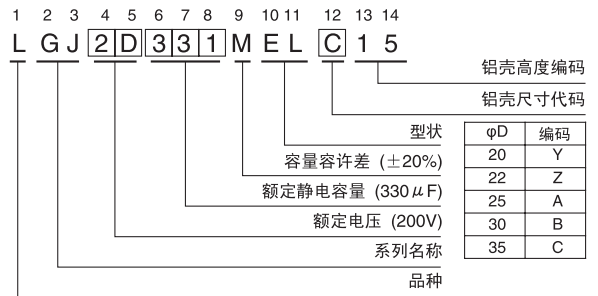 1 2 3 4 5 6 7 8 9 10 11 12 13 14
L G J 2 D 3 3 1 M E L C 1 5
铝壳高度编码
铝壳尺寸代码
型状
容量容许差 (±20%)
额定静电容量 (330μF)
额定电压 (200V)
系列名称
品种
φD 编码
20 Y
22 Z
25 A
30 B
35 C